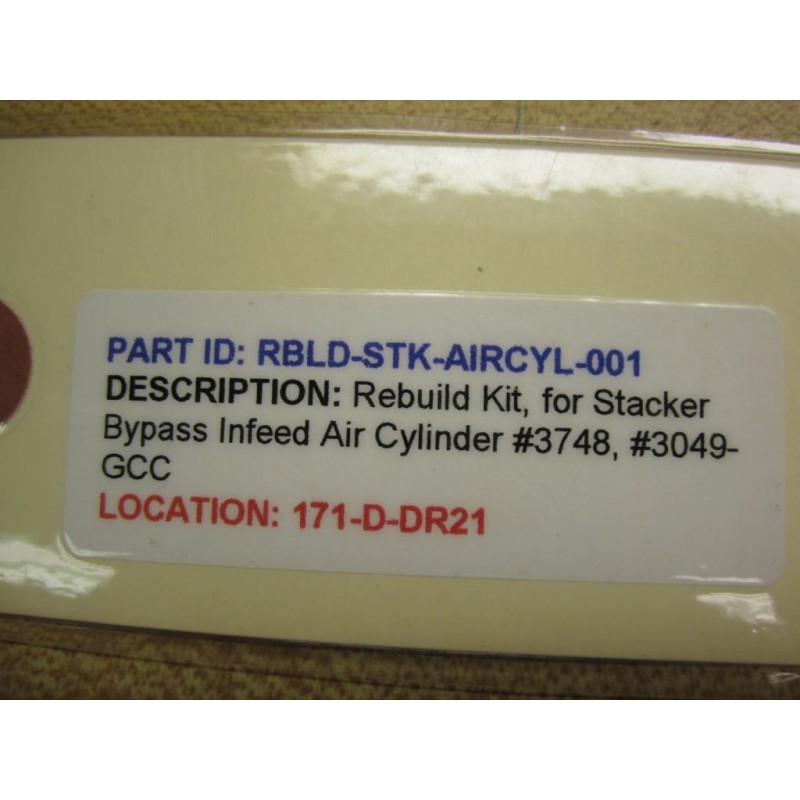 PART ID: RBLD-STK-AIRCYL-001
DESCRIPTION: Rebuild Kit, for Stacker
Bypass Infeed Air Cylinder #3748, #3049-
GCC
LOCATION: 171-D-DR21